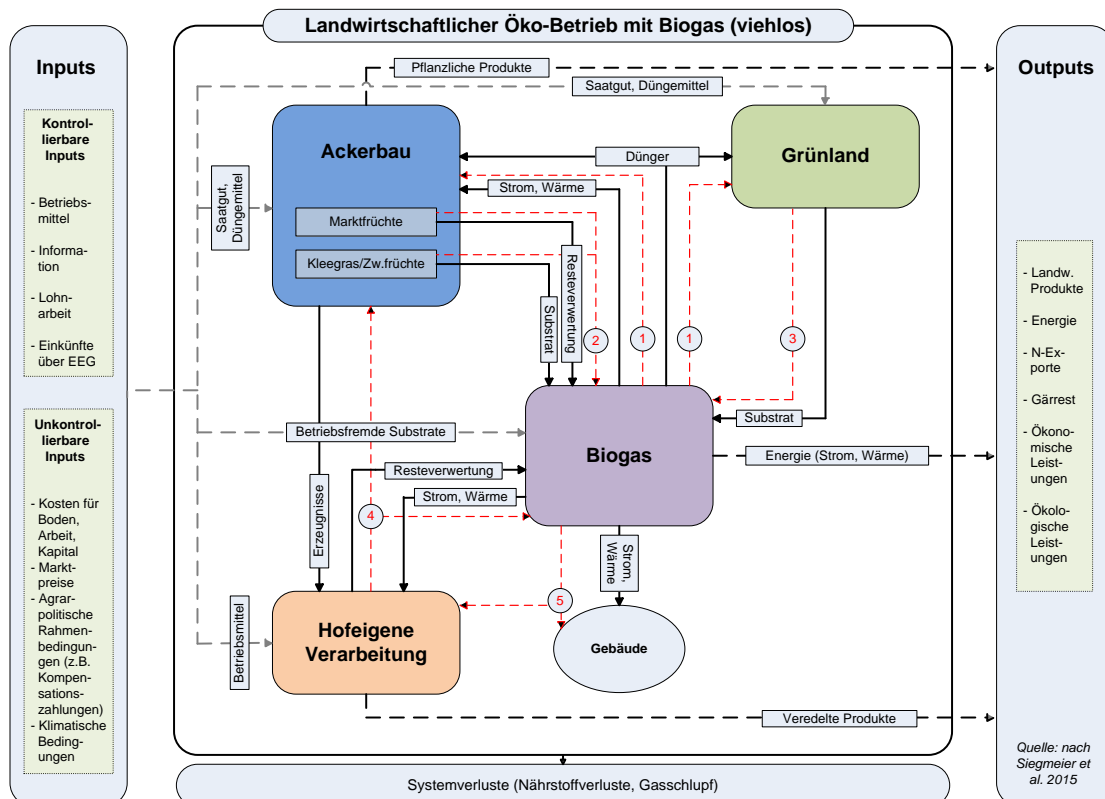 Landwirtschaftlicher Öko-Betrieb mit Biogas (viehlos)
Inputs
Kontrol-
lierbare
Inputs
- Betriebs-
mittel
- Informa-
tion
- Lohn-
arbeit
- Einkünfte
über EEG
Unkontrol-
lierbare
Inputs
- Kosten für
Boden,
Arbeit,
Kapital
- Markt-
preise
- Agrar-
politische
Rahmen-
bedingun-
gen (z.B.
Kompen-
sations-
zahlungen)
- Klimatische
Bedin-
gungen
Pflanzliche Produkte
Saatgut, Düngemittel
Ackerbau
Grünland
Dünger
Strom, Wärme
Saatgut,
Düngemittel
Marktfrüchte
Kleegras/Zw.früchte
Substrat
Resteverwertung
2
1
1
3
Substrat
Betriebsfremde Substrate
Biogas
Energie (Strom, Wärme)
Resteverwertung
Strom, Wärme
4
Erzeugnisse
Strom,
Wärme
5
Betriebsmittel
Hofeigene
Verarbeitung
Gebäude
Veredelte Produkte
Systemverluste (Nährstoffverluste, Gasschlupf)
Outputs
- Landw.
Produkte
- Energie
- N-Ex-
porte
- Gärrest
- Ökono-
mische
Leist-
ungen
- Ökolo-
gische
Leist-
ungen
Quelle: nach
Siegmeier et
al. 2015